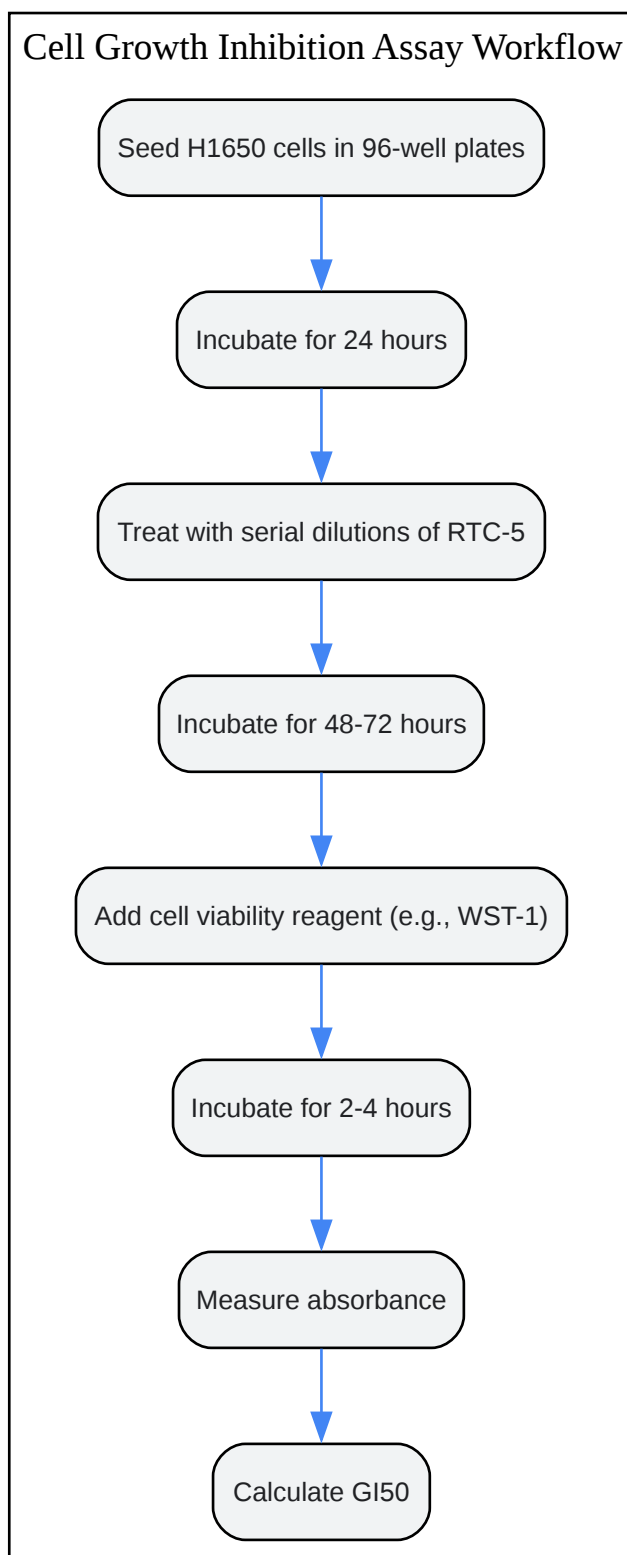 Cell Growth Inhibition Assay Workflow
Seed H1650 cells in 96-well plates
Incubate for 24 hours
Treat with serial dilutions of RTC-5
Incubate for 48-72 hours
Add cell viability reagent (e.g., WST-1)
Incubate for 2-4 hours
Measure absorbance
Calculate GI50